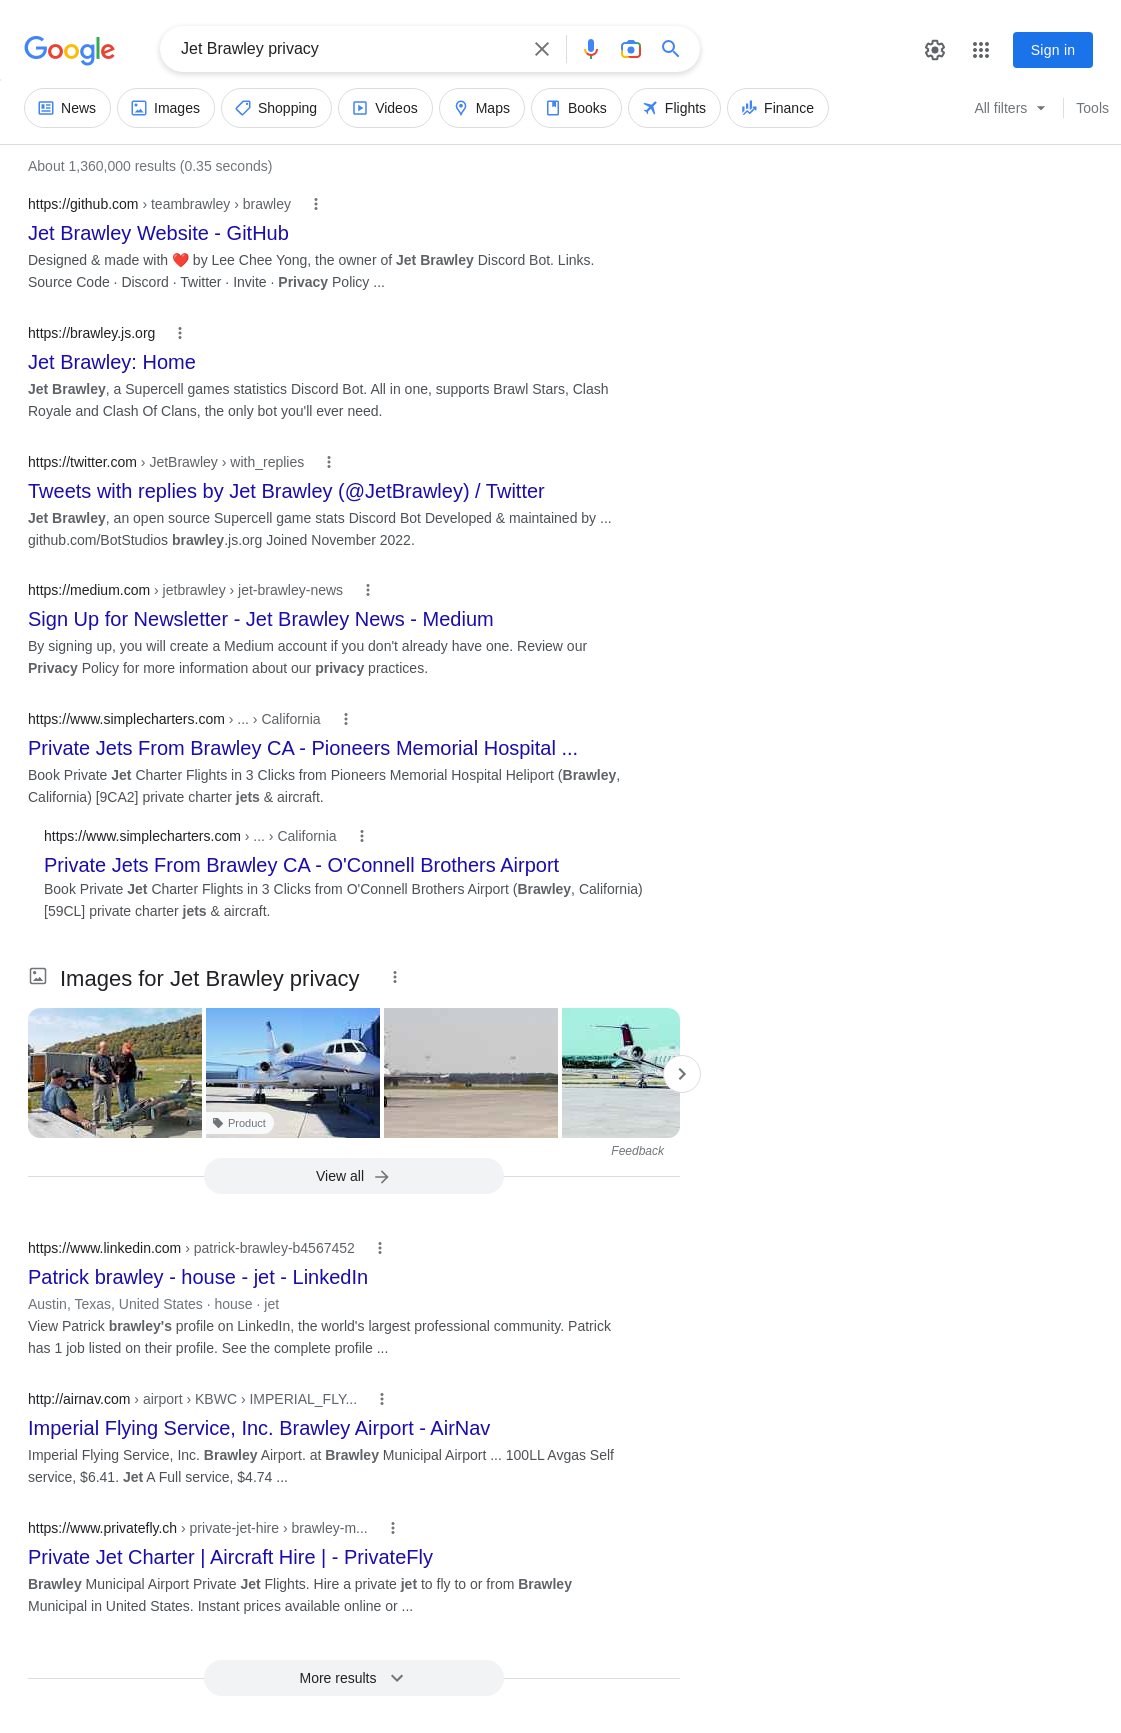 Google
Jet Brawley privacy
Sign in
News
Images
Shopping
Videos
Maps
Books
Flights
Finance
All filters
Tools
About 1,360,000 results (0.35 seconds)
https://github.com › teambrawley › brawley
Jet Brawley Website - GitHub
Designed & made with ❤️ by Lee Chee Yong, the owner of Jet Brawley Discord Bot. Links.
Source Code · Discord · Twitter · Invite · Privacy Policy ...
https://brawley.js.org
Jet Brawley: Home
Jet Brawley, a Supercell games statistics Discord Bot. All in one, supports Brawl Stars, Clash
Royale and Clash Of Clans, the only bot you'll ever need.
https://twitter.com › JetBrawley › with_replies
Tweets with replies by Jet Brawley (@JetBrawley) / Twitter
Jet Brawley, an open source Supercell game stats Discord Bot Developed & maintained by ...
github.com/BotStudios brawley.js.org Joined November 2022.
https://medium.com › jetbrawley › jet-brawley-news
Sign Up for Newsletter - Jet Brawley News - Medium
By signing up, you will create a Medium account if you don't already have one. Review our
Privacy Policy for more information about our privacy practices.
https://www.simplecharters.com › ... › California
Private Jets From Brawley CA - Pioneers Memorial Hospital ...
Book Private Jet Charter Flights in 3 Clicks from Pioneers Memorial Hospital Heliport (Brawley,
California) [9CA2] private charter jets & aircraft.
https://www.simplecharters.com › ... › California
Private Jets From Brawley CA - O'Connell Brothers Airport
Book Private Jet Charter Flights in 3 Clicks from O'Connell Brothers Airport (Brawley, California)
[59CL] private charter jets & aircraft.
Images for Jet Brawley privacy
Product
Feedback
View all
https://www.linkedin.com › patrick-brawley-b4567452
Patrick brawley - house - jet - LinkedIn
Austin, Texas, United States · house · jet
View Patrick brawley's profile on LinkedIn, the world's largest professional community. Patrick
has 1 job listed on their profile. See the complete profile ...
http://airnav.com › airport › KBWC › IMPERIAL_FLY...
Imperial Flying Service, Inc. Brawley Airport - AirNav
Imperial Flying Service, Inc. Brawley Airport. at Brawley Municipal Airport ... 100LL Avgas Self
service, $6.41. Jet A Full service, $4.74 ...
https://www.privatefly.ch › private-jet-hire › brawley-m...
Private Jet Charter | Aircraft Hire | - PrivateFly
Brawley Municipal Airport Private Jet Flights. Hire a private jet to fly to or from Brawley
Municipal in United States. Instant prices available online or ...
More results